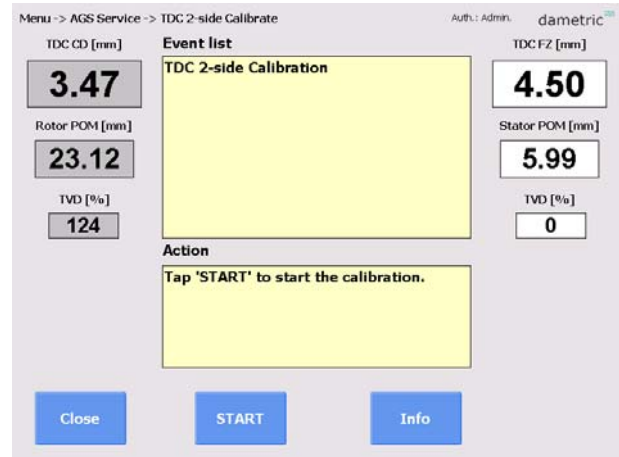 Menu -> AGS Service -> TDC 2-side Calibrate
Auth.: Admin.
dametric
TDC CD [mm]
Event list
TDC FZ [mm]
3.47
TDC 2-side Calibration
4.50
Rotor POM [mm]
Stator POM [mm]
23.12
5.99
TVD [%]
TVD [%]
124
0
Action
Tap 'START' to start the calibration.
Close
START
Info